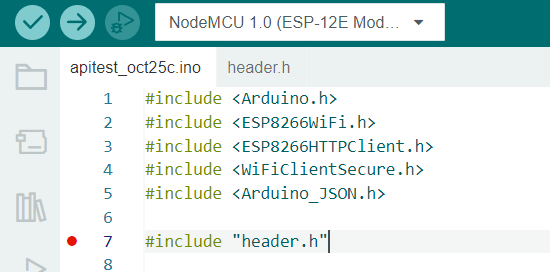 NodeMCU 1.0 (ESP-12E Mod...
apitest_oct25c.ino header.h
1 #include <Arduino.h>
2 #include <ESP8266WiFi.h>
3 #include <ESP8266HTTPClient.h>
4 #include <WiFiClientSecure.h>
5 #include <Arduino_JSON.h>
6
7 #include "header.h"
8